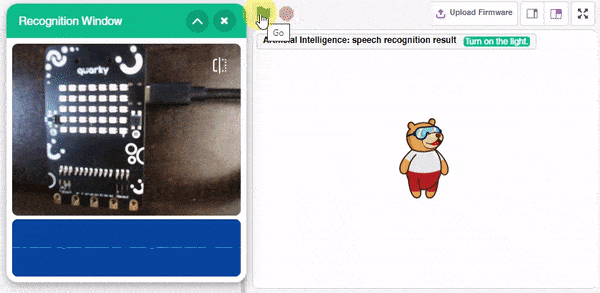 Recognition Window
quarky
Upload Firmware
Go
Artificial Intelligence: speech recognition result Turn on the light.